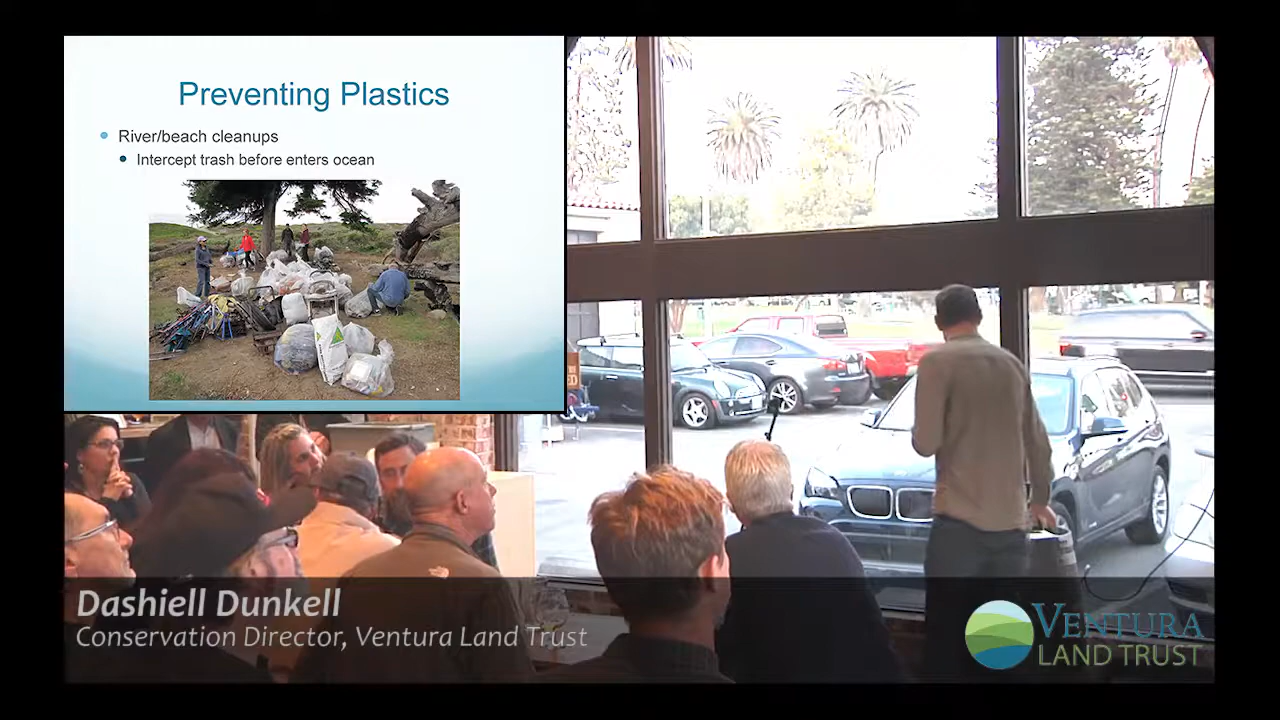 Preventing Plastics
River/beach cleanups
Intercept trash before enters ocean
Dashiell Dunkell
Conservation Director, Ventura Land Trust
VENTURA
LAND TRUST